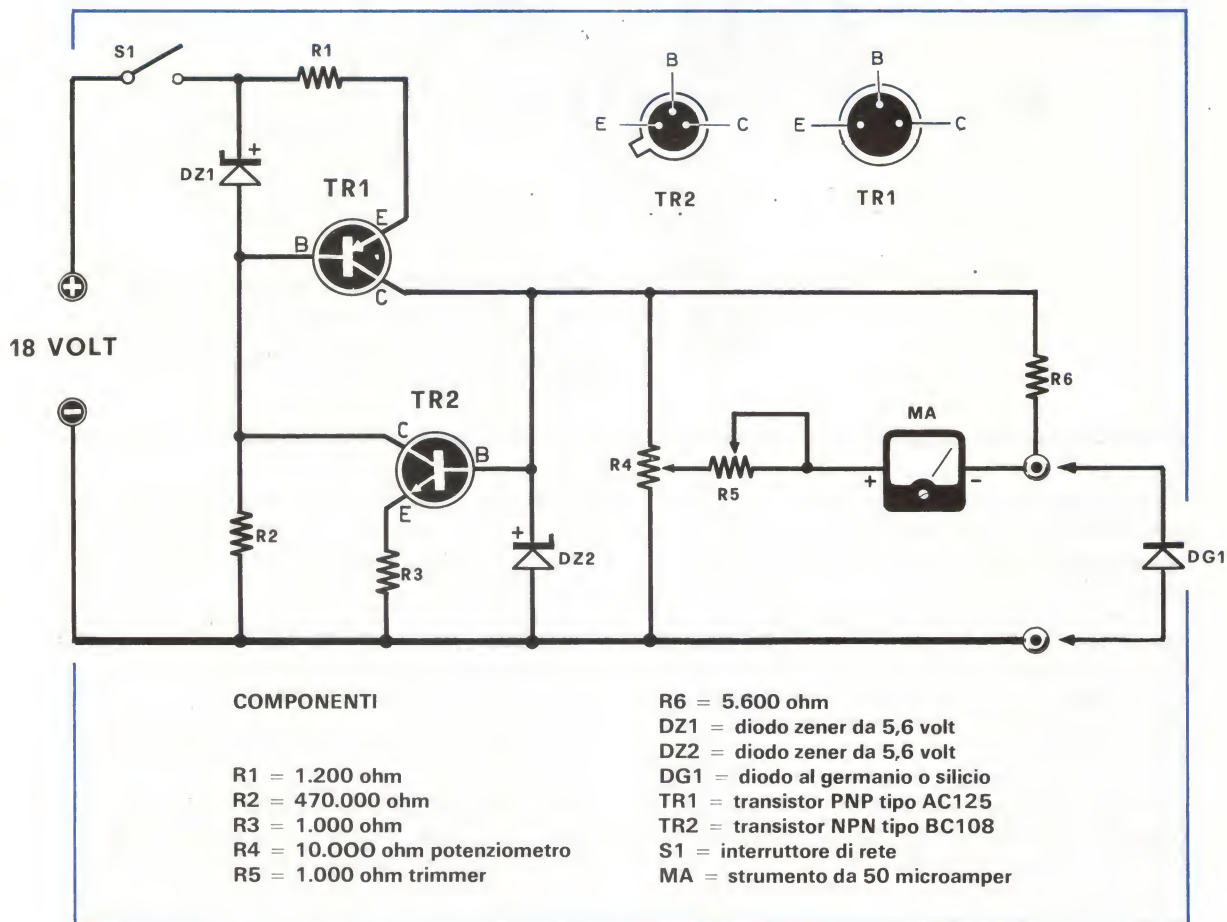 S1
R1
B
B
E
C
E
C
TR2
TR1
+
DZ1
TR1
E
B
C
+
18 VOLT
-
R6
TR2
MA
C
B
R4
R5
+
-
E
R2
+
DZ2
DG1
R3
COMPONENTI
R1 = 1.200 ohm
R2 = 470.000 ohm
R3 = 1.000 ohm
R4 = 10.000 ohm potenziometro
R5 = 1.000 ohm trimmer
R6 = 5.600 ohm
DZ1 = diodo zener da 5,6 volt
DZ2 = diodo zener da 5,6 volt
DG1 = diodo al germanio o silicio
TR1 = transistor PNP tipo AC125
TR2 = transistor NPN tipo BC108
S1 = interruttore di rete
MA = strumento da 50 microamper